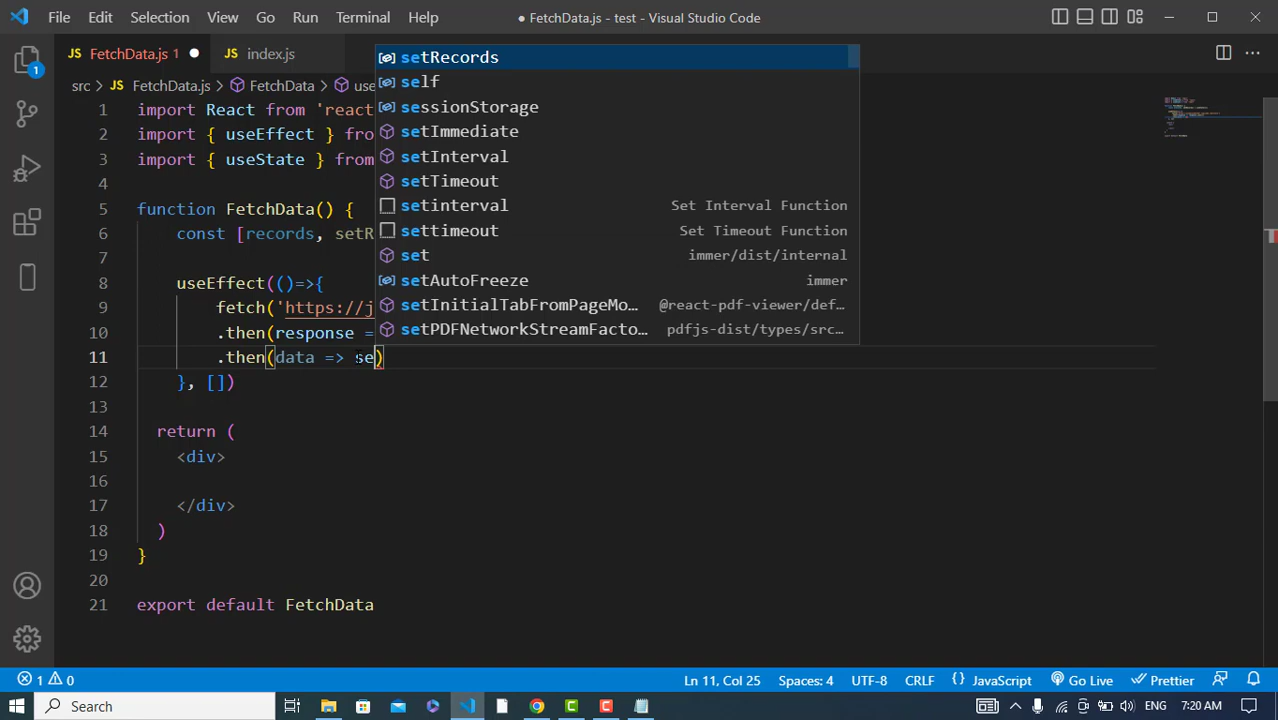 File Edit Selection View Go Run Terminal Help
● FetchData.js - test - Visual Studio Code
JS FetchData.js 1 ● JS index.js
src > JS FetchData.js > FetchData > use
1 import React from 'react
2 import { useEffect } fro
3 import { useState } from
4
5 function FetchData() {
6 const [records, setR
7
8 useEffect(()=>{
9 fetch('https://j
10 .then(response =
11 .then(data => se)
12 }, [])
13
14 return (
15 <div>
16
17 </div>
18 )
19 }
20
21 export default FetchData
setRecords
self
sessionStorage
setImmediate
setInterval
setTimeout
setinterval Set Interval Function
settimeout Set Timeout Function
set immer/dist/internal
setAutoFreeze immer
setInitialTabFromPageMo... @react-pdf-viewer/def...
setPDFNetworkStreamFacto... pdfjs-dist/types/src...
1
1 0 Ln 11, Col 25 Spaces: 4 UTF-8 CRLF { } JavaScript Go Live Prettier
Search ENG 7:20 AM